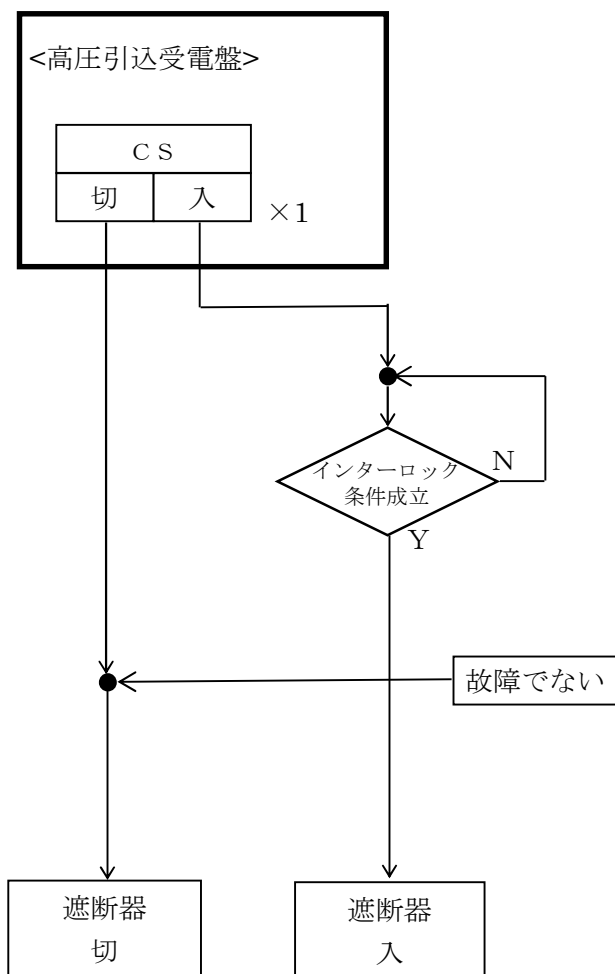 <高圧引込受電盤>
ＣＳ
切
入
×1
インターロック
条件成立
N
Y
故障でない
遮断器
切
遮断器
入